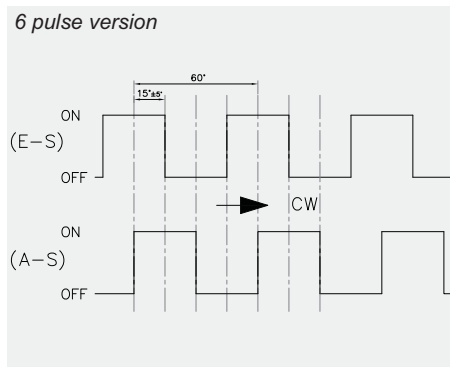 6 pulse version
60°
15°±5°
ON
(E-S)
OFF
CW
ON
(A-S)
OFF